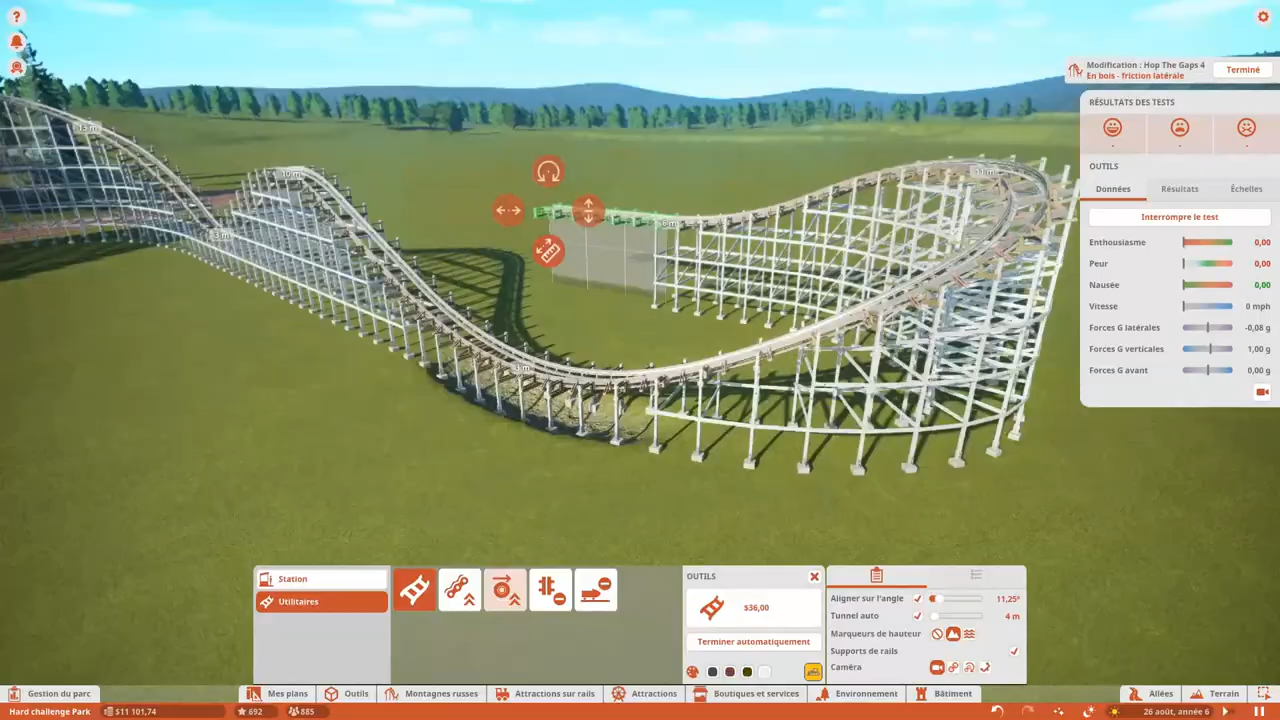 ?
Modification : Hop The Gaps 4
En bois - friction latérale
Terminé
RÉSULTATS DES TESTS
- - -
OUTILS
Données Résultats Échelles
Interrompre le test
Enthousiasme 0,00
Peur 0,00
Nausée 0,00
Vitesse 0 mph
Forces G latérales -0,08 g
Forces G verticales 1,00 g
Forces G avant 0,00 g
13 m
10 m
11 m
3 m
Station
Utilitaires
OUTILS
$36,00
Terminer automatiquement
Aligner sur l'angle 11,25°
Tunnel auto 4 m
Marqueurs de hauteur
Supports de rails
Caméra
Gestion du parc
Mes plans
Outils
Montagnes russes
Attractions sur rails
Attractions
Boutiques et services
Environnement
Bâtiment
Allées
Terrain
Hard challenge Park
$11 101,74
692
885
26 août, année 6